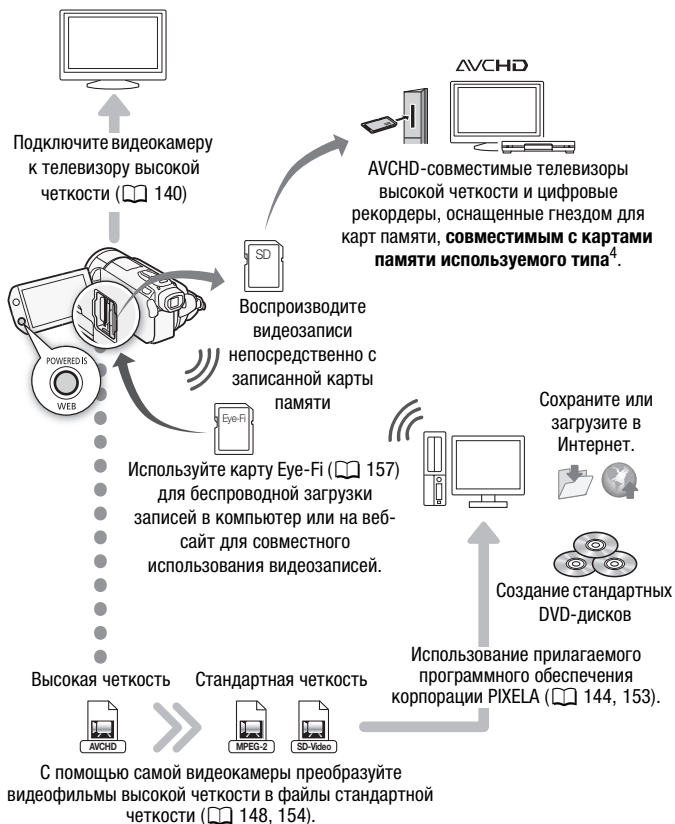 AVCHD
Подключите видеокамеру
к телевизору высокой
четкости (140)
AVCHD-совместимые телевизоры
высокой четкости и цифровые
рекордеры, оснащенные гнездом для
карт памяти, совместимым с картами
памяти используемого типа4.
SD
Воспроизводите
видеозаписи
непосредственно с
записанной карты
памяти
POWERED IS
WEB
Eye-Fi
Используйте карту Eye-Fi (157)
для беспроводной загрузки
записей в компьютер или на веб-
сайт для совместного
использования видеозаписей.
Сохраните или
загрузите в
Интернет.
Создание стандартных
DVD-дисков
Использование прилагаемого
программного обеспечения
корпорации PIXELA (144, 153).
Высокая четкость
Стандартная четкость
AVCHD
MPEG-2
SD-Video
С помощью самой видеокамеры преобразуйте
видеофильмы высокой четкости в файлы стандартной
четкости (148, 154).